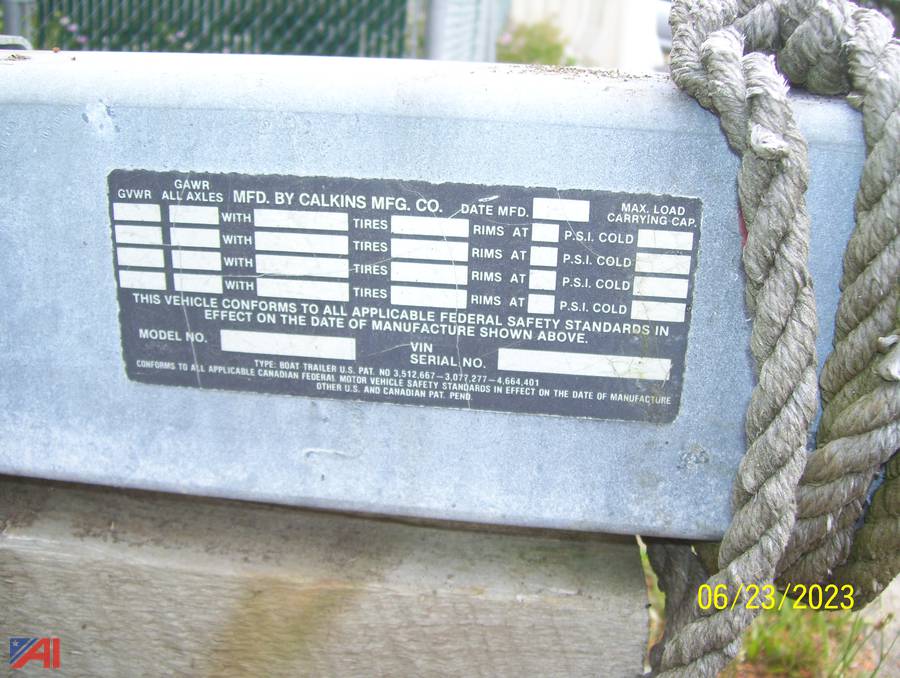 GVWR GAWR ALL AXLES MFD. BY CALKINS MFG. CO. DATE MFD. MAX. LOAD CARRYING CAP.
WITH TIRES RIMS AT P.S.I. COLD
WITH TIRES RIMS AT P.S.I. COLD
WITH TIRES RIMS AT P.S.I. COLD
WITH TIRES RIMS AT P.S.I. COLD
THIS VEHICLE CONFORMS TO ALL APPLICABLE FEDERAL SAFETY STANDARDS IN
EFFECT ON THE DATE OF MANUFACTURE SHOWN ABOVE.
MODEL NO. VIN SERIAL NO.
TYPE: BOAT TRAILER U.S. PAT. NO 3,512,667–3,077,277–4,664,401
CONFORMS TO ALL APPLICABLE CANADIAN FEDERAL MOTOR VEHICLE SAFETY STANDARDS IN EFFECT ON THE DATE OF MANUFACTURE
OTHER U.S. AND CANADIAN PAT. PEND.
06/23/2023
AI